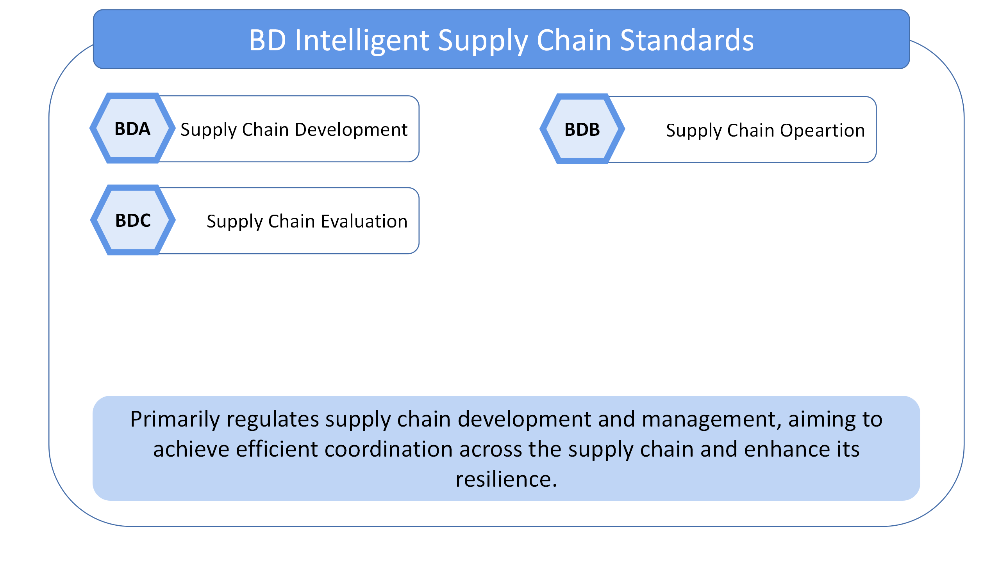 BD Intelligent Supply Chain Standards
BDA Supply Chain Development
BDB Supply Chain Opeartion
BDC Supply Chain Evaluation
Primarily regulates supply chain development and management, aiming to
achieve efficient coordination across the supply chain and enhance its
resilience.